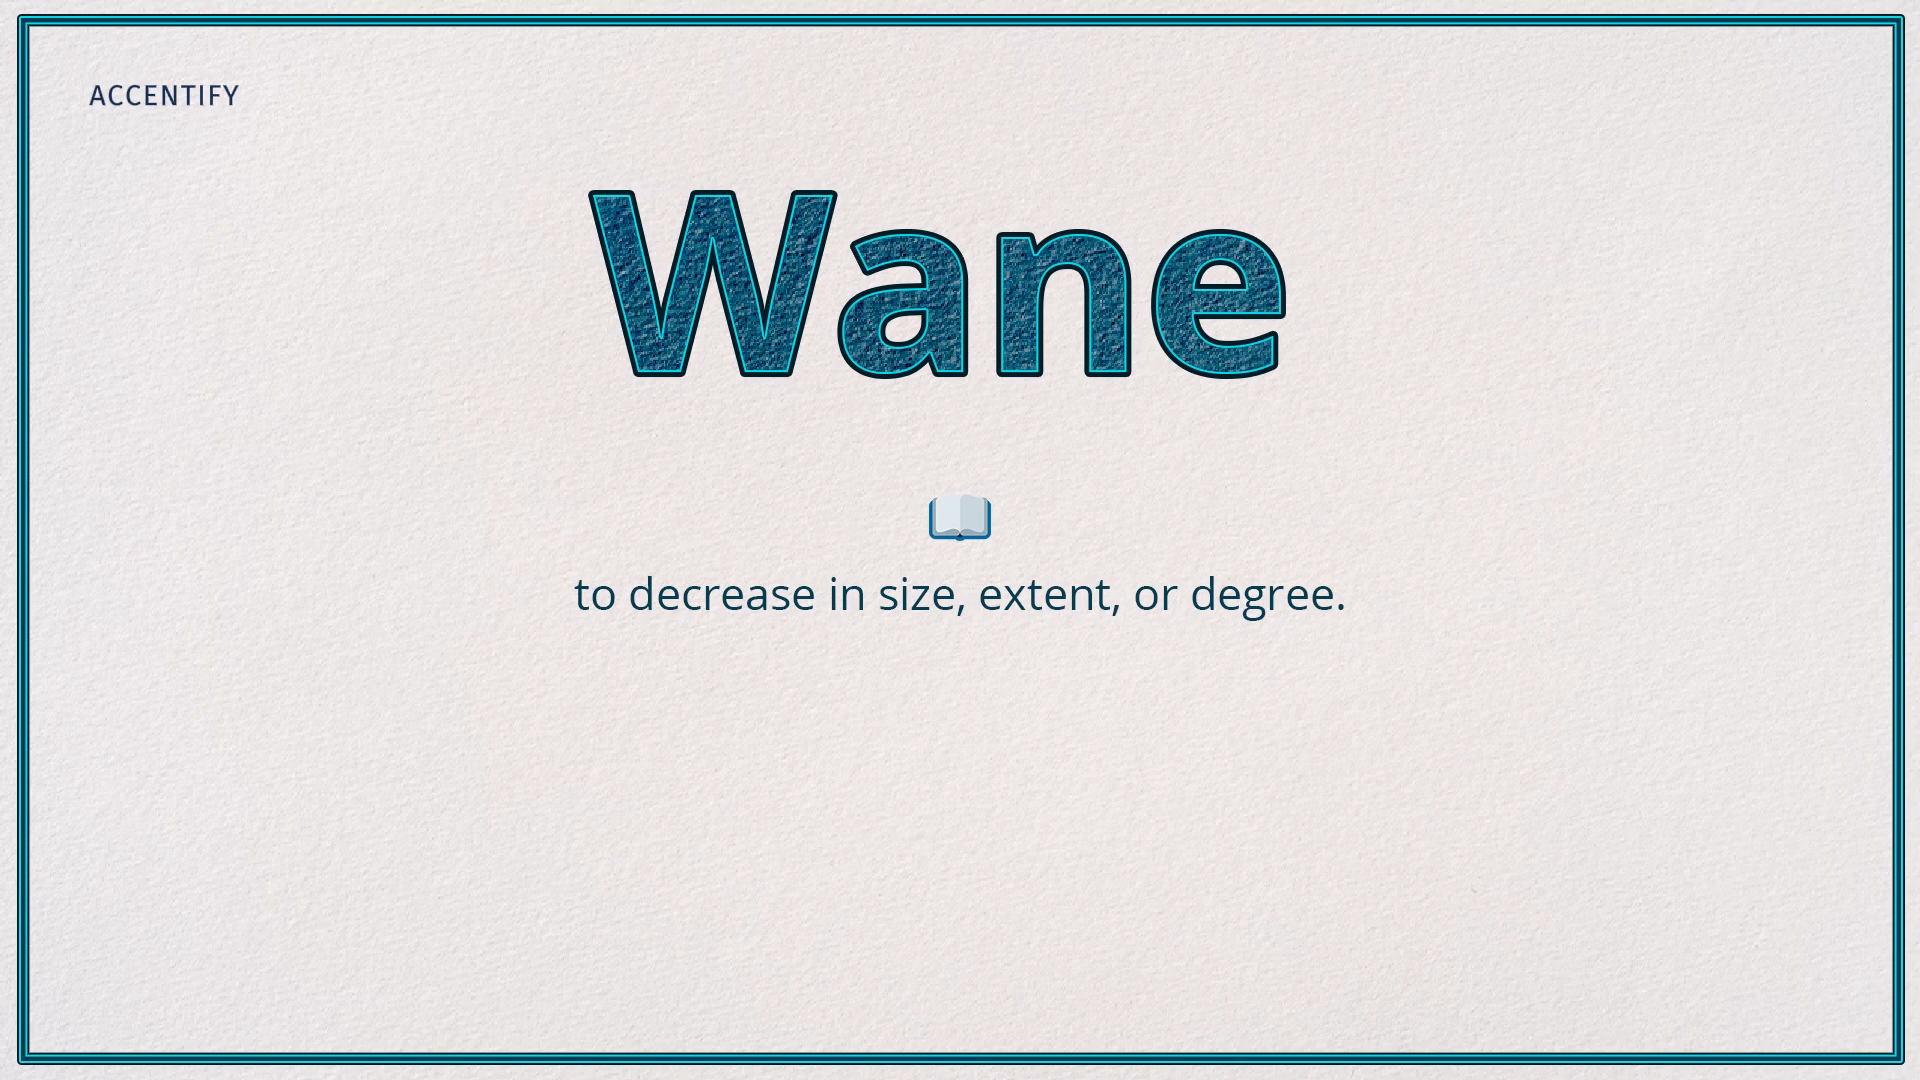 ACCENTIFY
Wane
to decrease in size, extent, or degree.